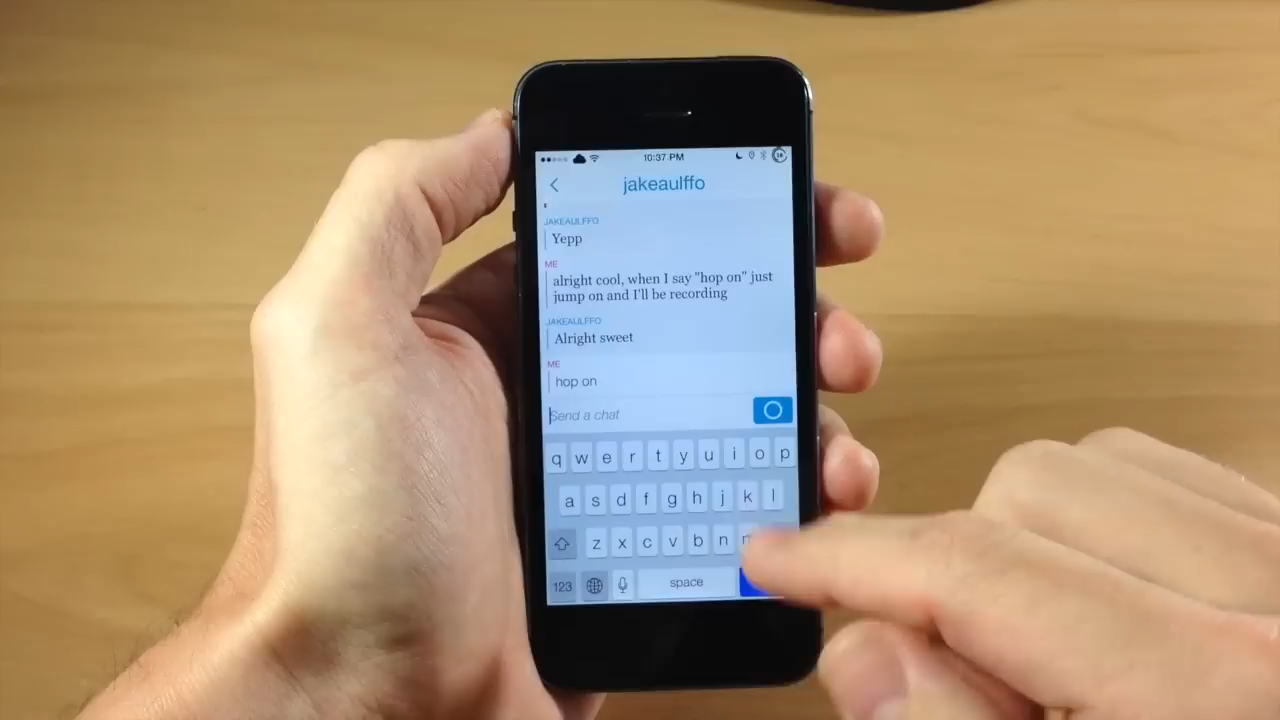 10:37 PM
jakeaulffo
JAKEAULFFO
Yepp
ME
alright cool, when I say "hop on" just
jump on and I'll be recording
JAKEAULFFO
Alright sweet
ME
hop on
Send a chat
q w e r t y u i o p
a s d f g h j k l
z x c v b n
123 space